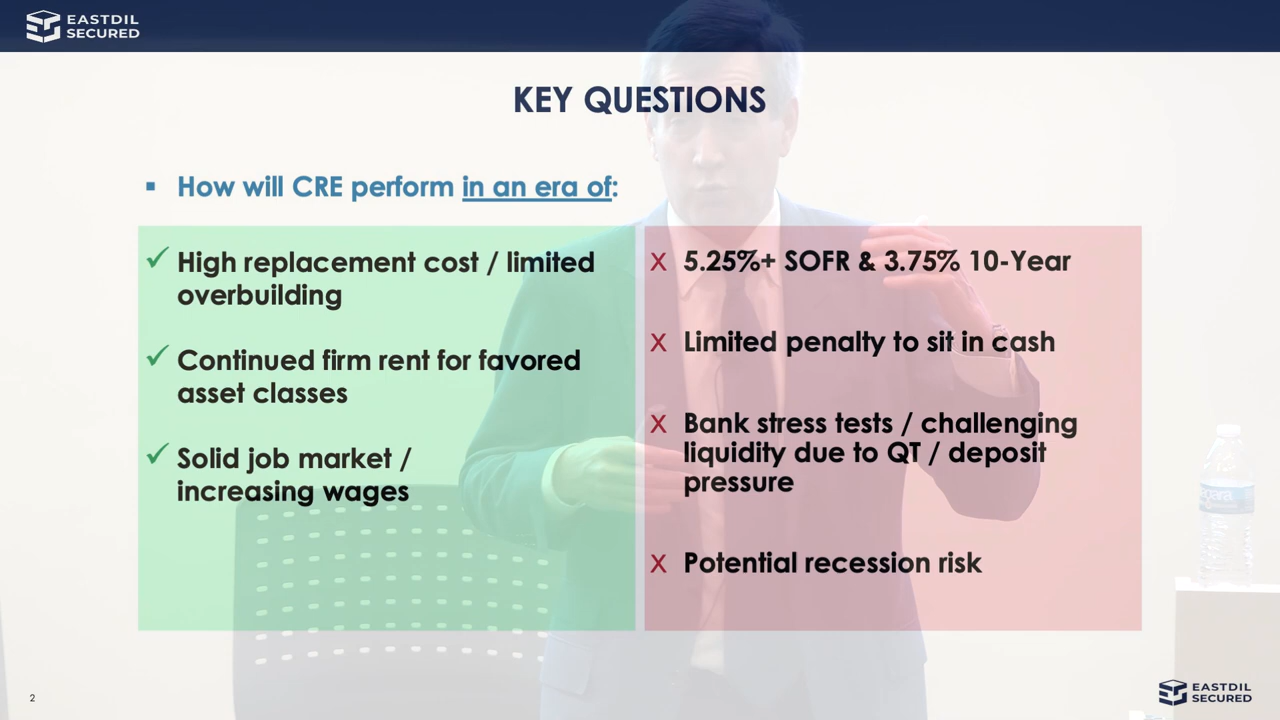 EASTDIL
SECURED
KEY QUESTIONS
▪ How will CRE perform in an era of:
✓ High replacement cost / limited
overbuilding
✓ Continued firm rent for favored
asset classes
✓ Solid job market /
increasing wages
x 5.25%+ SOFR & 3.75% 10-Year
x Limited penalty to sit in cash
x Bank stress tests / challenging
liquidity due to QT / deposit
pressure
x Potential recession risk
2
EASTDIL
SECURED